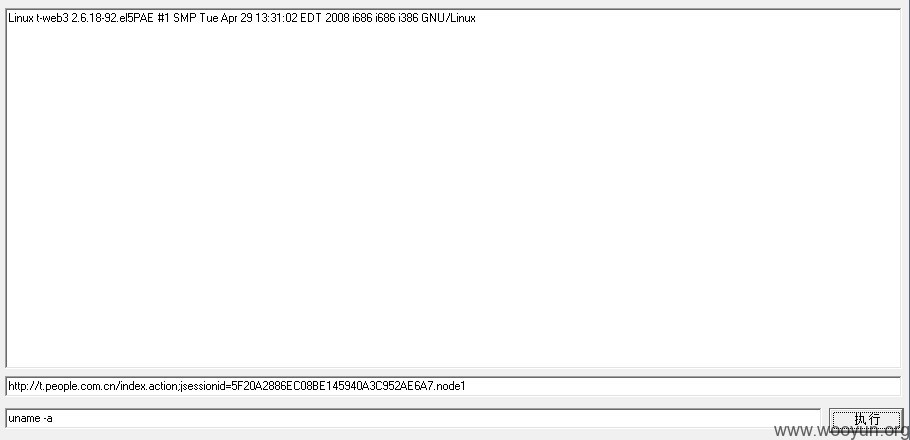 Linux t-web3 2.6.18-92.el5PAE #1 SMP Tue Apr 29 13:31:02 EDT 2008 i686 i686 i386 GNU/Linux
http://t.people.com.cn/index.action;jsessionid=5F20A2886EC08BE145940A3C952AE6A7.node1
uname -a
执行
www.wooyun.org